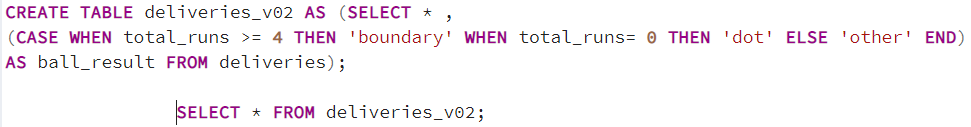 CREATE TABLE deliveries_v02 AS (SELECT * ,
(CASE WHEN total_runs >= 4 THEN 'boundary' WHEN total_runs= 0 THEN 'dot' ELSE 'other' END)
AS ball_result FROM deliveries);
SELECT * FROM deliveries_v02;